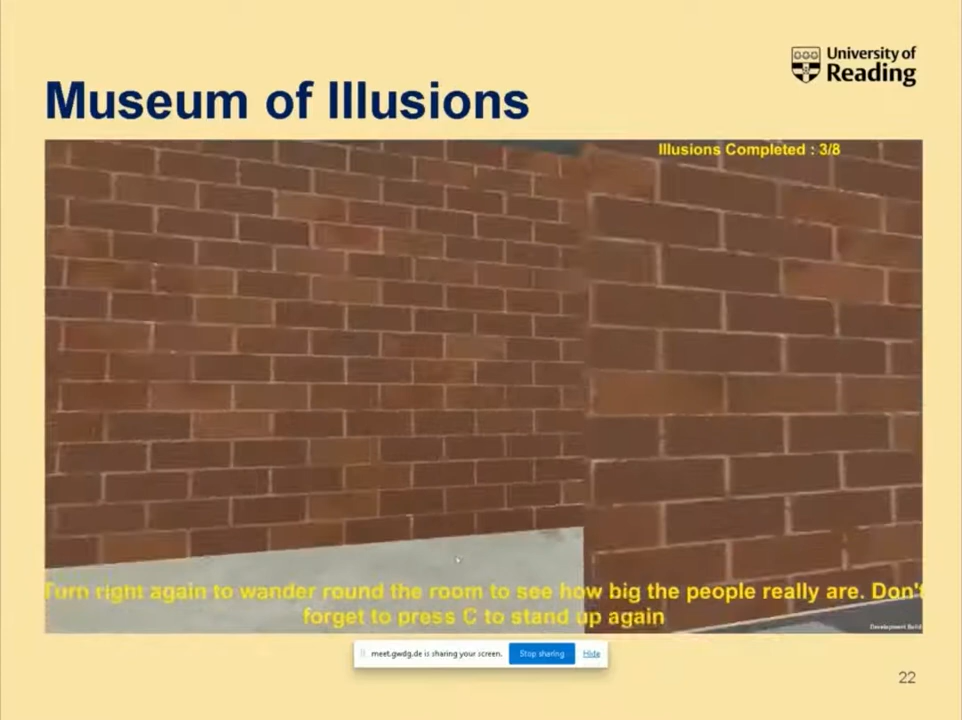 University of
Reading
Museum of Illusions
Illusions Completed : 3/8
Turn right again to wander round the room to see how big the people really are. Don't
forget to press C to stand up again
Development Build
meet.gwdg.de is sharing your screen. Stop sharing Hide
22